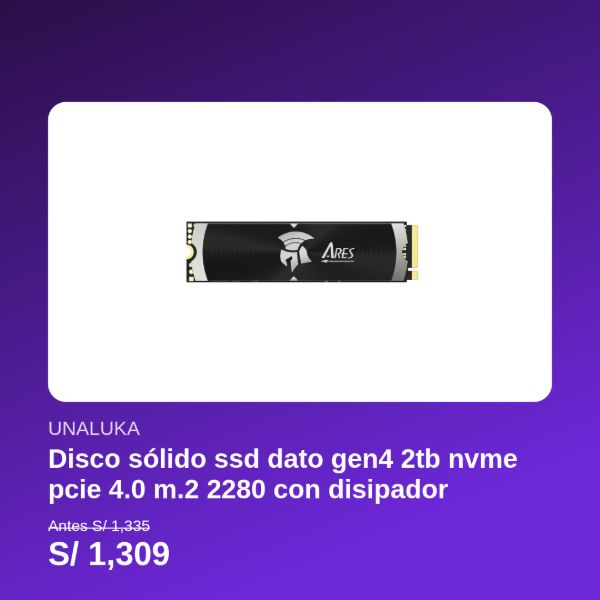 ARES
UNALUKA
Disco sólido ssd dato gen4 2tb nvme
pcie 4.0 m.2 2280 con disipador
Antes S/ 1,335
S/ 1,309